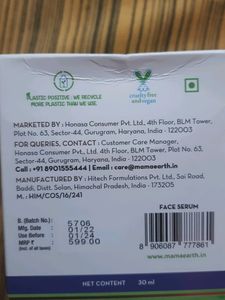 PLASTIC POSITIVE - WE RECYCLE
MORE PLASTIC THAN WE USE.
cruelty free
and vegan
MARKETED BY : Honasa Consumer Pvt. Ltd., 4th Floor, BLM Tower,
Plot No. 63, Sector-44, Gurugram, Haryana, India - 122003
FOR QUERIES, CONTACT : Customer Care Manager,
Honasa Consumer Pvt. Ltd., 4th Floor, BLM Tower, Plot No. 63,
Sector-44, Gurugram, Haryana, India - 122003
Call : +91 8901555444 | Email : care@mamaearth.in
MANUFACTURED BY : Hitech Formulations Pvt. Ltd., Sai Road,
Baddi, Distt. Solan, Himachal Pradesh, India - 173205
M. : HIM/COS/16/241
FACE SERUM
B. (Batch No.) : 5706
Mfg. Date : 01/22
Use Before : 01/24
MRP ₹ : 599.00
(Incl. of all taxes)
8 906087 777861
www.mamaearth.in
NET CONTENT 30 ml